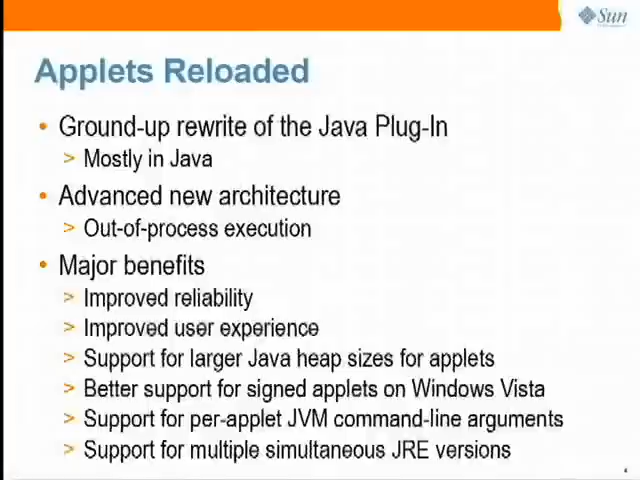 Sun
Applets Reloaded
• Ground-up rewrite of the Java Plug-In
> Mostly in Java
• Advanced new architecture
> Out-of-process execution
• Major benefits
> Improved reliability
> Improved user experience
> Support for larger Java heap sizes for applets
> Better support for signed applets on Windows Vista
> Support for per-applet JVM command-line arguments
> Support for multiple simultaneous JRE versions